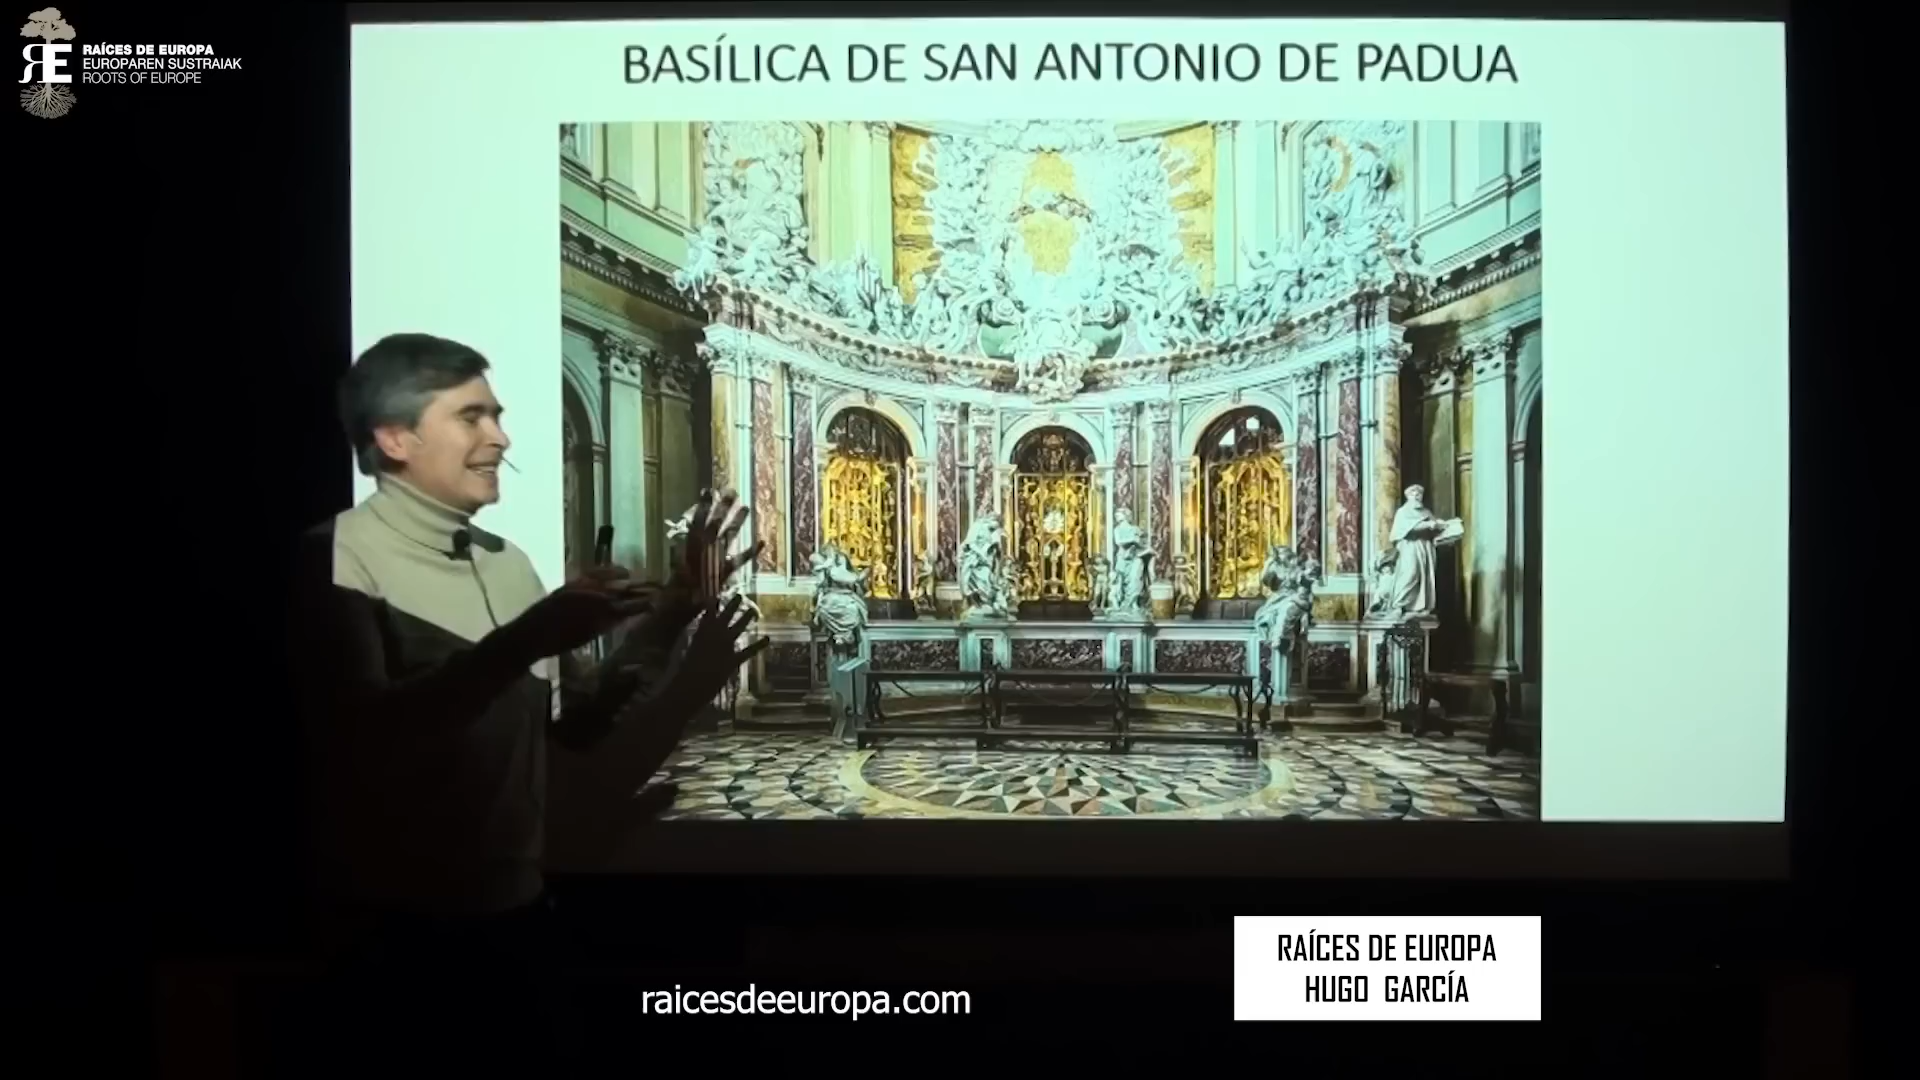 RAÍCES DE EUROPA
EUROPAREN SUSTRAIAK
ROOTS OF EUROPE
RE
BASÍLICA DE SAN ANTONIO DE PADUA
raicesdeeuropa.com
RAÍCES DE EUROPA
HUGO GARCÍA